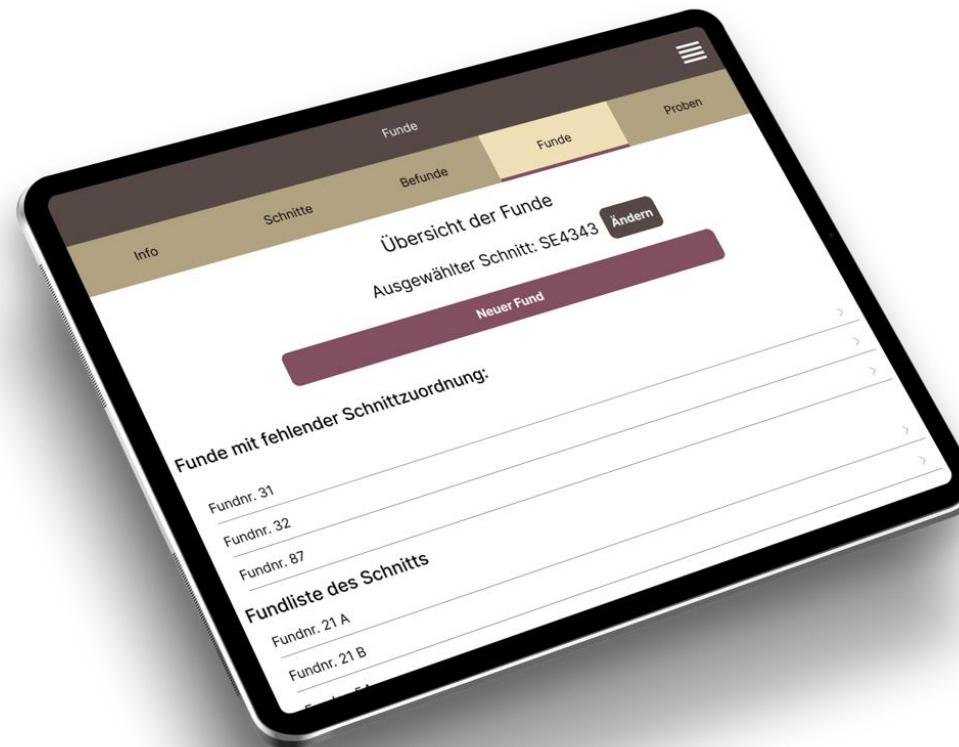 Funde
Info
Schnitte
Befunde
Funde
Proben
Übersicht der Funde
Ausgewählter Schnitt: SE4343
Ändern
Neuer Fund
Funde mit fehlender Schnittzuordnung:
Fundnr. 31
Fundnr. 32
Fundnr. 87
Fundliste des Schnitts
Fundnr. 21 A
Fundnr. 21 B